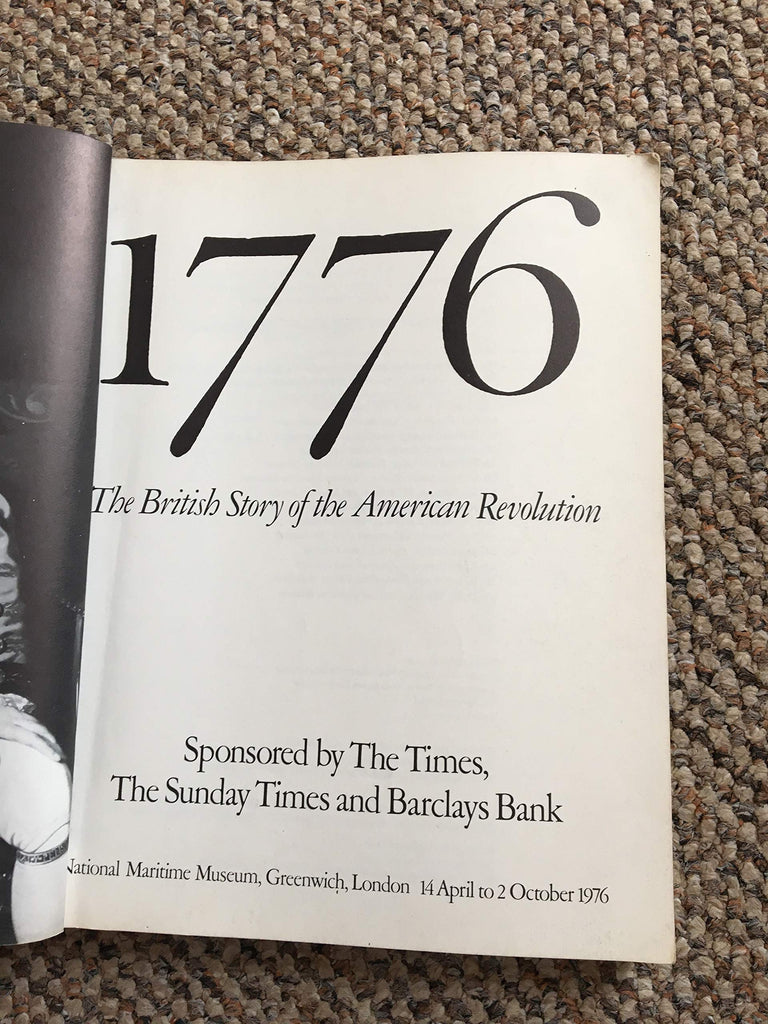 1776
The British Story of the American Revolution
Sponsored by The Times,
The Sunday Times and Barclays Bank
National Maritime Museum, Greenwich, London 14 April to 2 October 1976